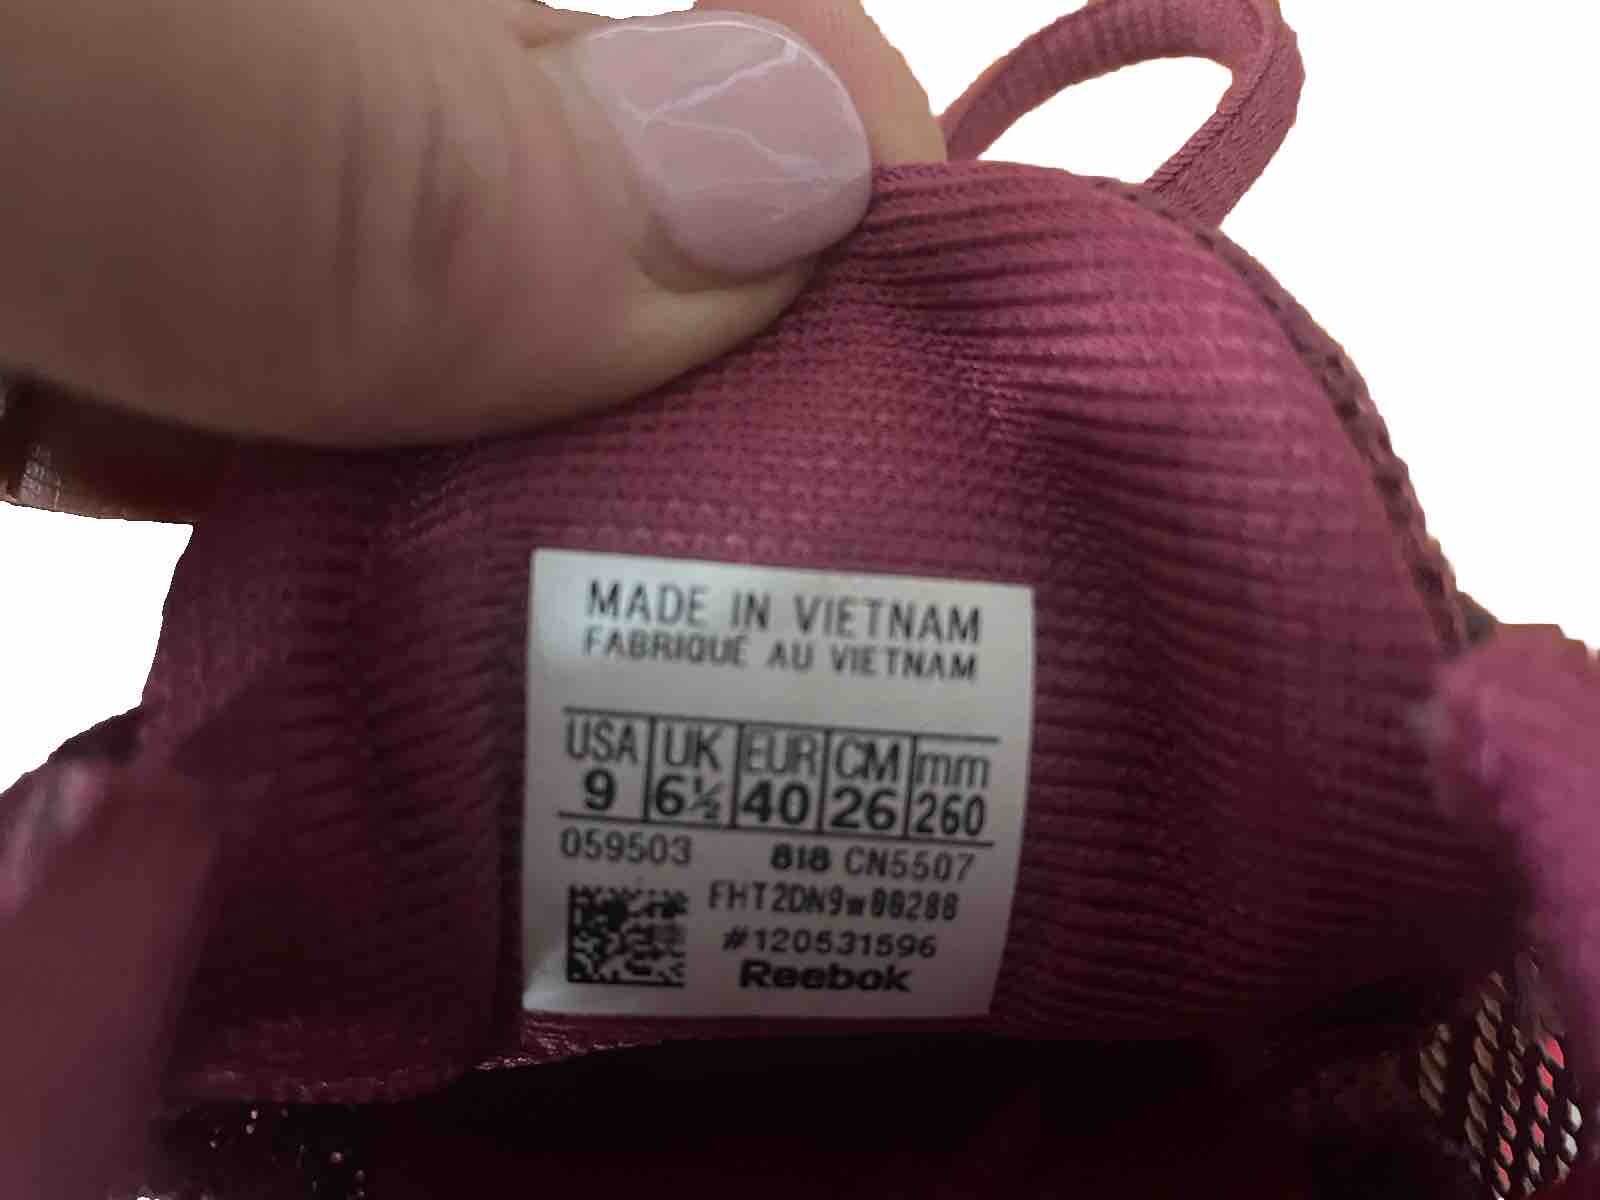 MADE IN VIETNAM
FABRIQUÉ AU VIETNAM
USA UK EUR CM mm
9 6½ 40 26 260
059503 818 CN5507
FHT2DN9w00288
#120531596
Reebok